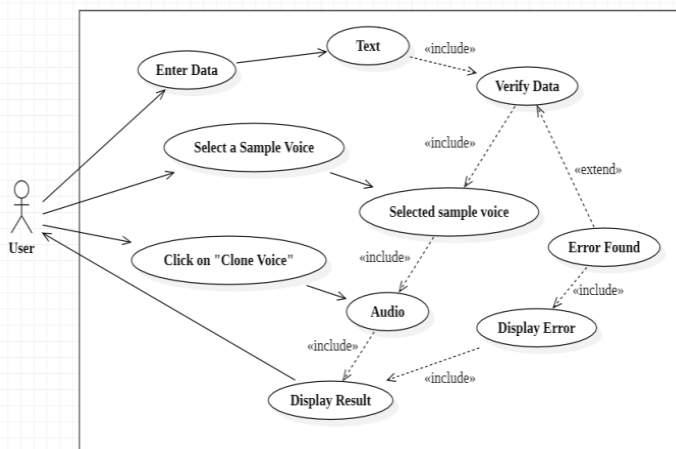 Text
«include»
Enter Data
Verify Data
Select a Sample Voice
«include»
«extend»
Selected sample voice
User
Error Found
Click on "Clone Voice"
«include»
«include»
Audio
Display Error
«include»
«include»
Display Result